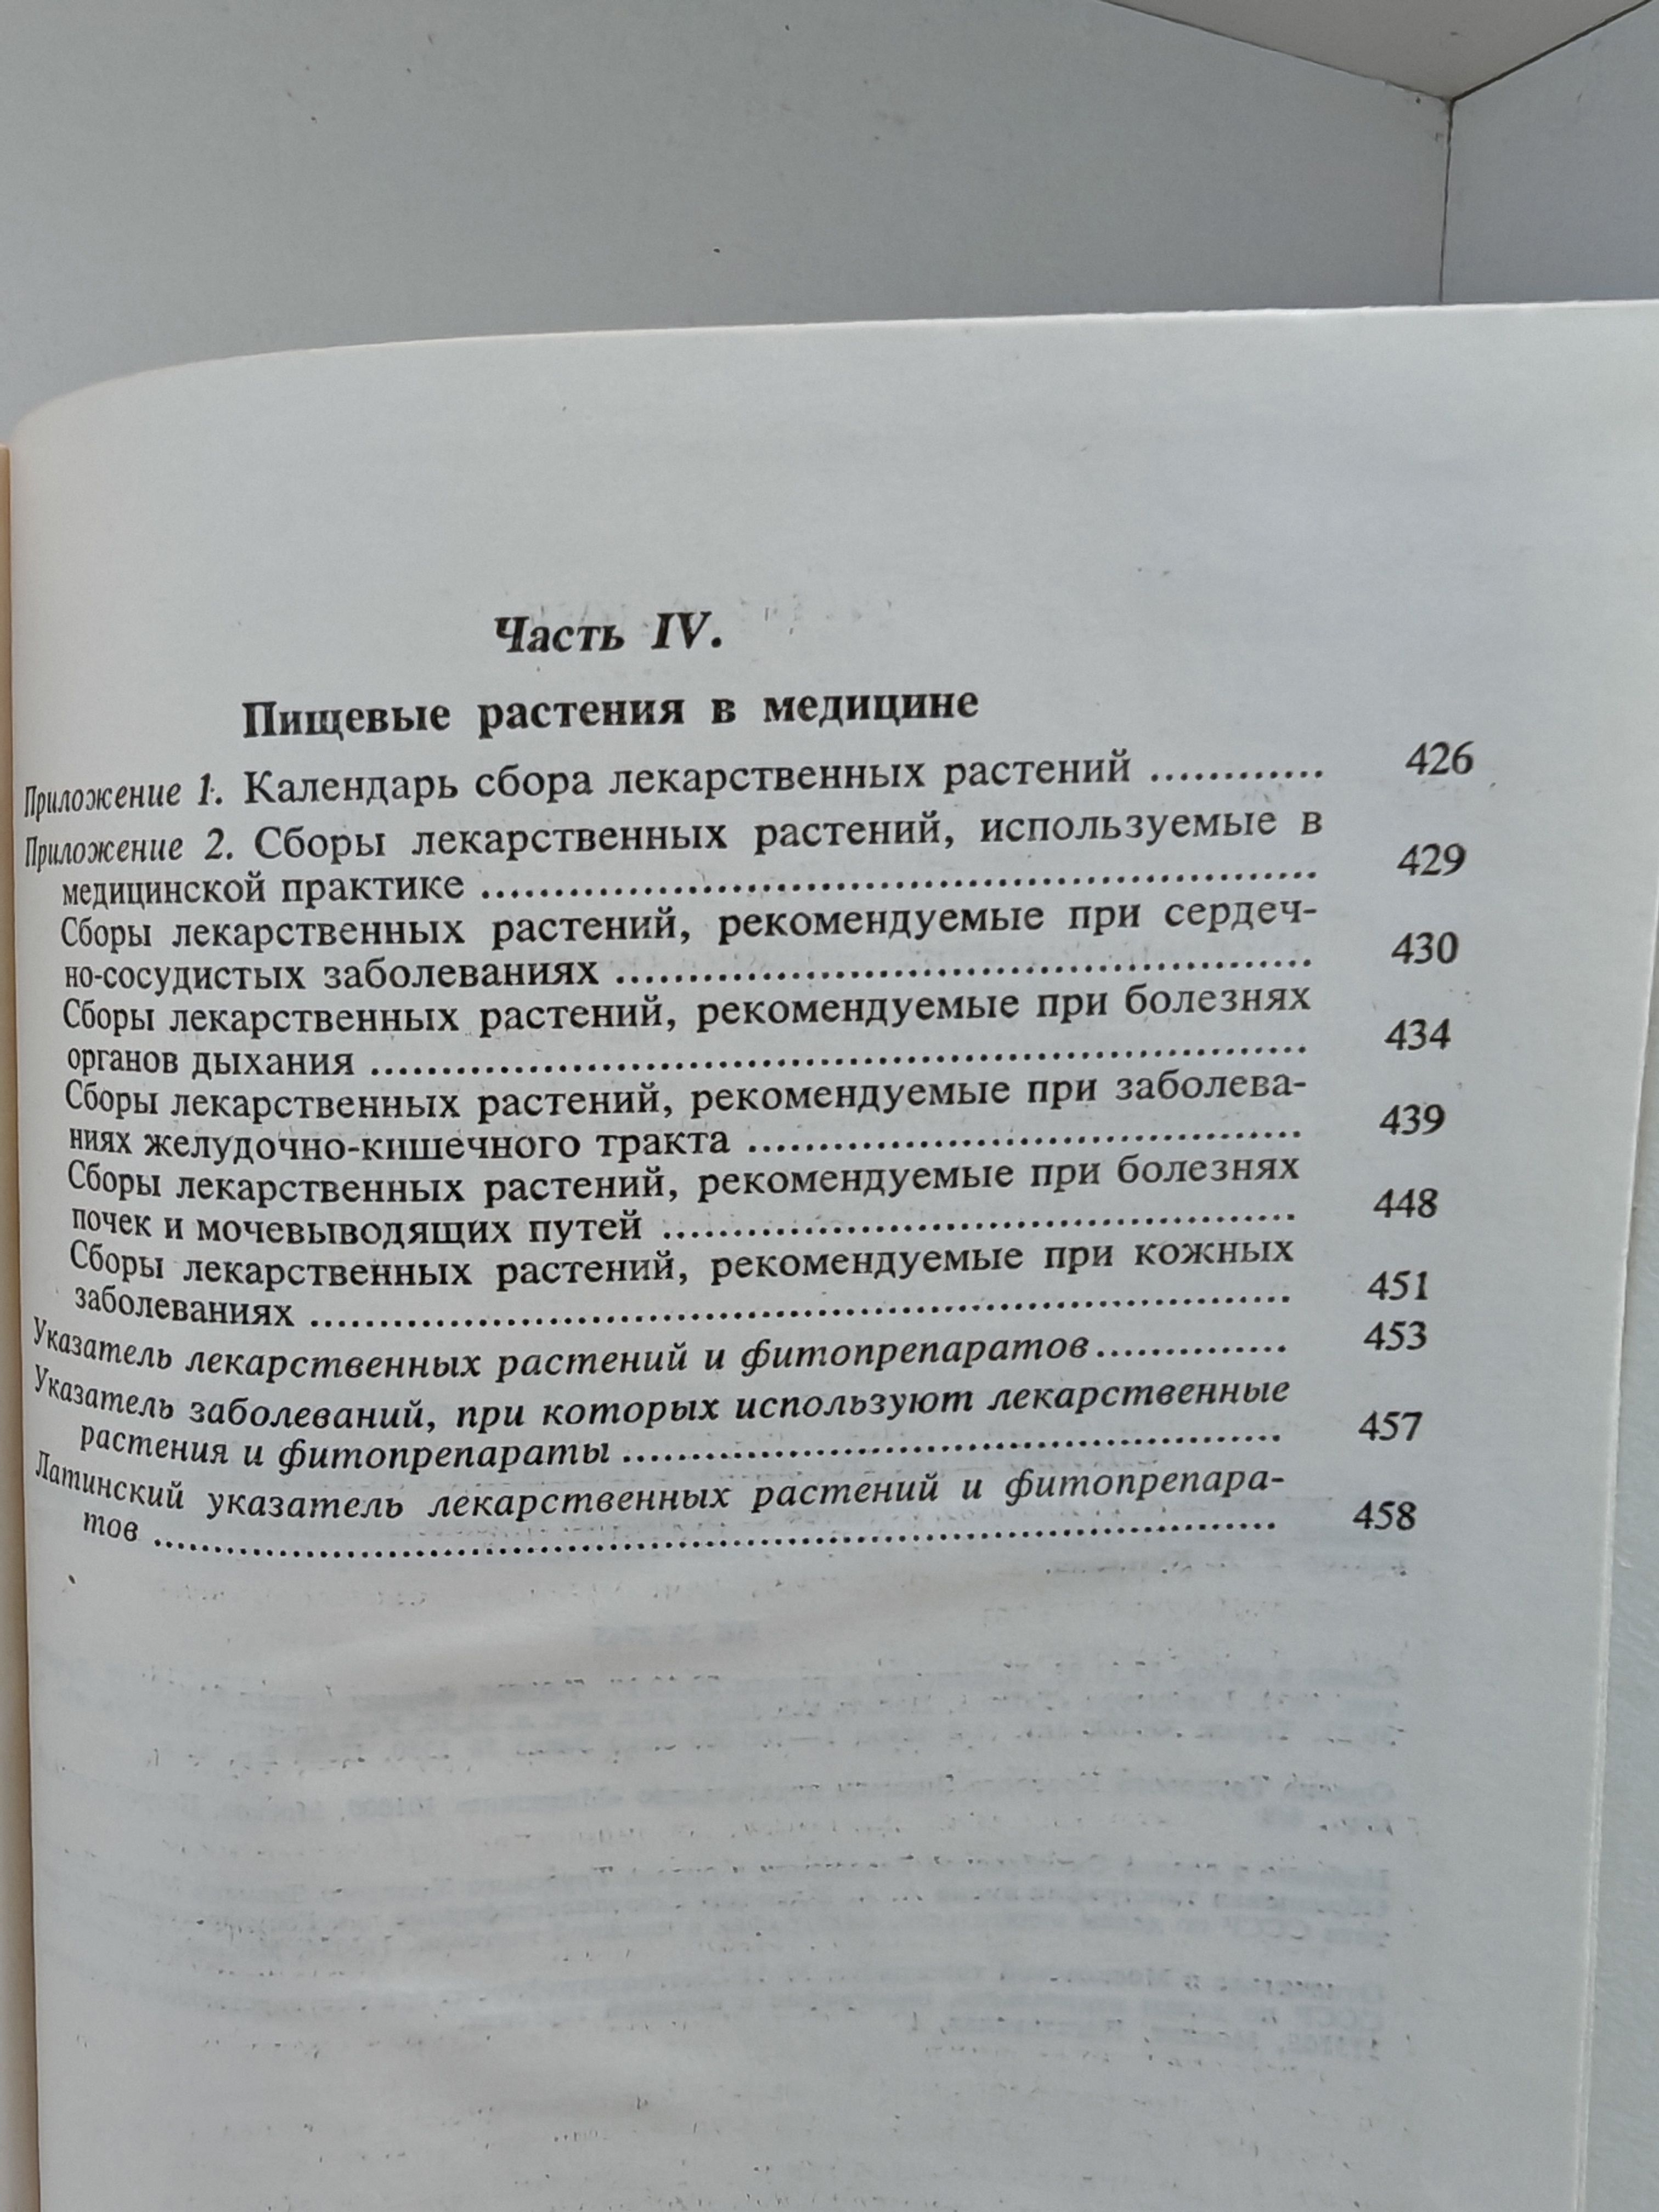 Часть IV.
Пищевые растения в медицине
Приложение 1. Календарь сбора лекарственных растений ............ 426
Приложение 2. Сборы лекарственных растений, используемые в
медицинской практике ............ 429
Сборы лекарственных растений, рекомендуемые при сердеч-
но-сосудистых заболеваниях ............ 430
Сборы лекарственных растений, рекомендуемые при болезнях
органов дыхания ............ 434
Сборы лекарственных растений, рекомендуемые при заболева-
ниях желудочно-кишечного тракта ............ 439
Сборы лекарственных растений, рекомендуемые при болезнях
почек и мочевыводящих путей ............ 448
Сборы лекарственных растений, рекомендуемые при кожных
заболеваниях ............ 451
Указатель лекарственных растений и фитопрепаратов ............ 453
Указатель заболеваний, при которых используют лекарственные
растения и фитопрепараты ............ 457
Латинский указатель лекарственных растений и фитопрепара-
тов ............ 458